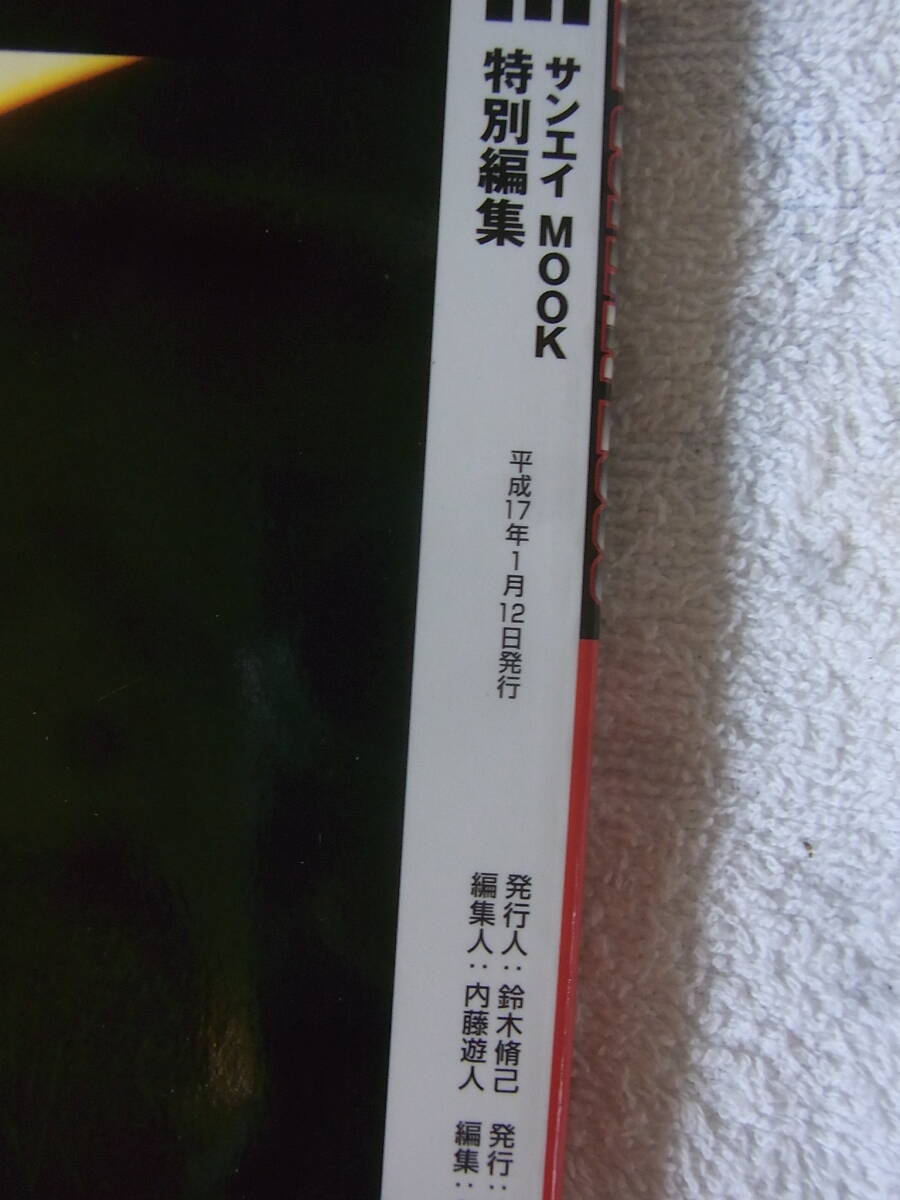 サンエイ MOOK
特別編集
平成17年1月12日発行
発行人：鈴木脩己
編集人：内藤遊人
発行：
編集：